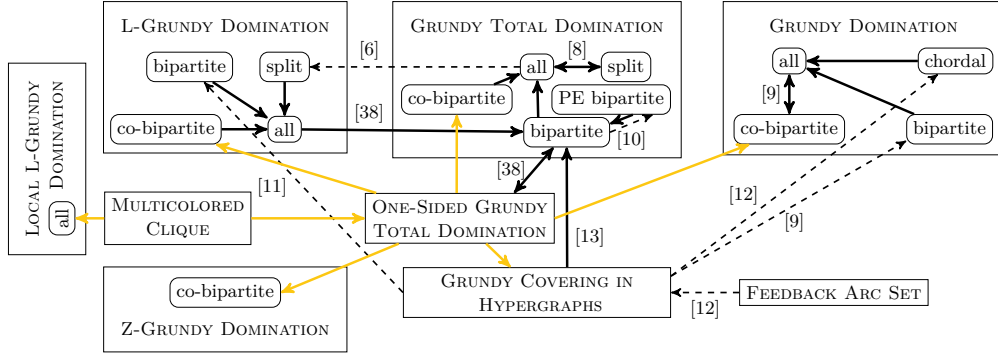 L-GRUNDY DOMINATION
bipartite
split
co-bipartite
all
[6]
[38]
GRUNDY TOTAL DOMINATION
all
[8]
split
co-bipartite
PE bipartite
bipartite
[10]
GRUNDY DOMINATION
all
chordal
[9]
co-bipartite
bipartite
LOCAL L-GRUNDY
DOMINATION
all
[11]
MULTICOLORED
CLIQUE
[38]
ONE-SIDED GRUNDY
TOTAL DOMINATION
[13]
[12]
[9]
co-bipartite
Z-GRUNDY DOMINATION
GRUNDY COVERING IN
HYPERGRAPHS
[12]
FEEDBACK ARC SET